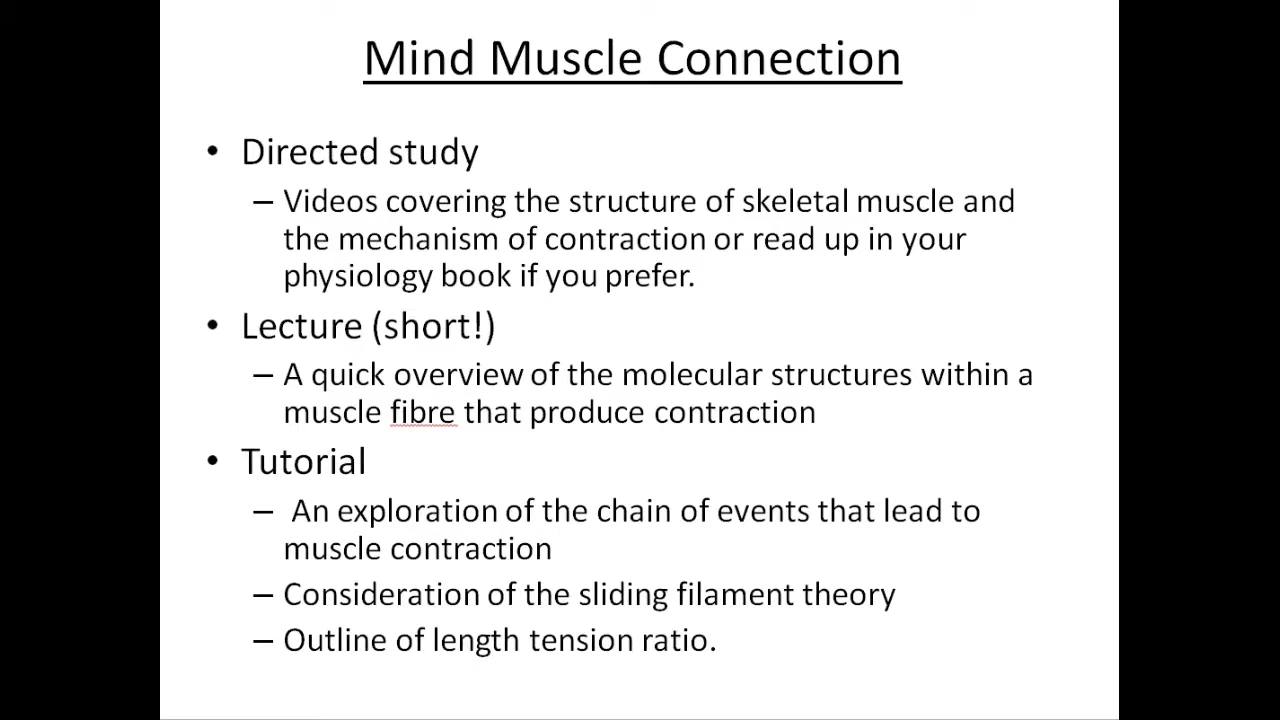 Mind Muscle Connection
• Directed study
– Videos covering the structure of skeletal muscle and
the mechanism of contraction or read up in your
physiology book if you prefer.
• Lecture (short!)
– A quick overview of the molecular structures within a
muscle fibre that produce contraction
• Tutorial
– An exploration of the chain of events that lead to
muscle contraction
– Consideration of the sliding filament theory
– Outline of length tension ratio.